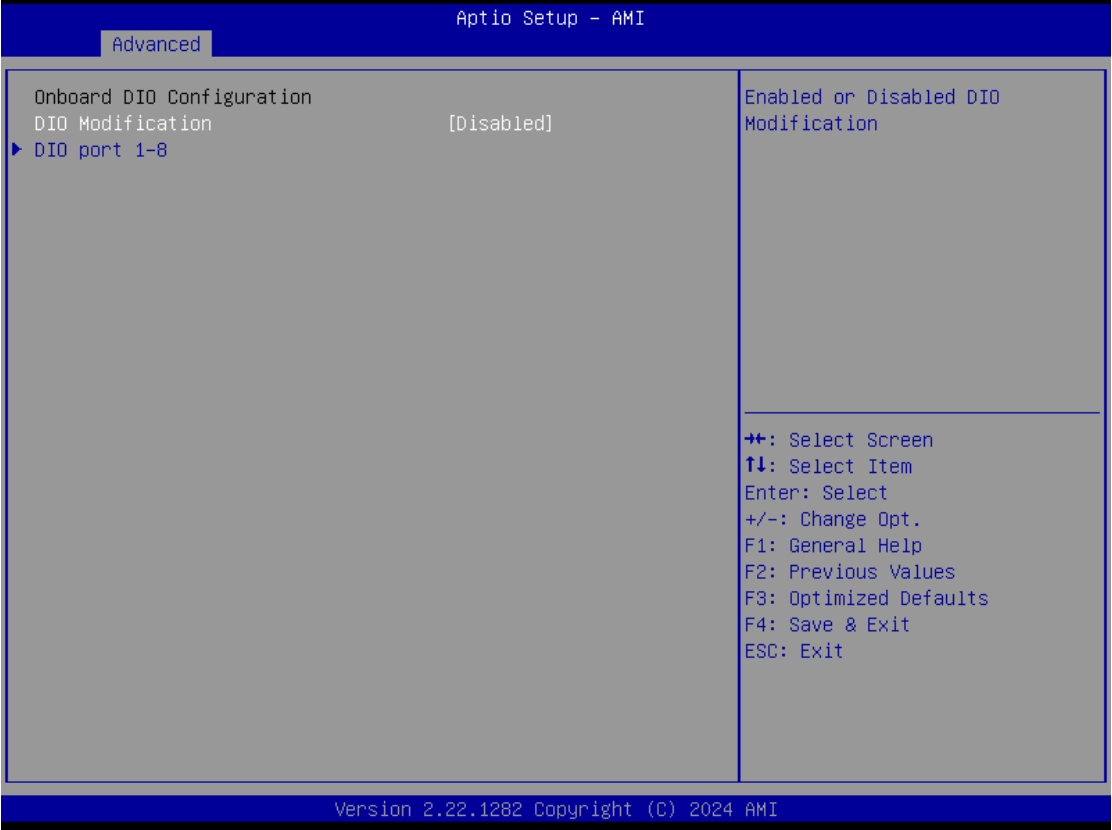 Aptio Setup – AMI
Advanced
Onboard DIO Configuration
DIO Modification [Disabled]
DIO port 1-8
Enabled or Disabled DIO
Modification
→←: Select Screen
↑↓: Select Item
Enter: Select
+/-: Change Opt.
F1: General Help
F2: Previous Values
F3: Optimized Defaults
F4: Save & Exit
ESC: Exit
Version 2.22.1282 Copyright (C) 2024 AMI